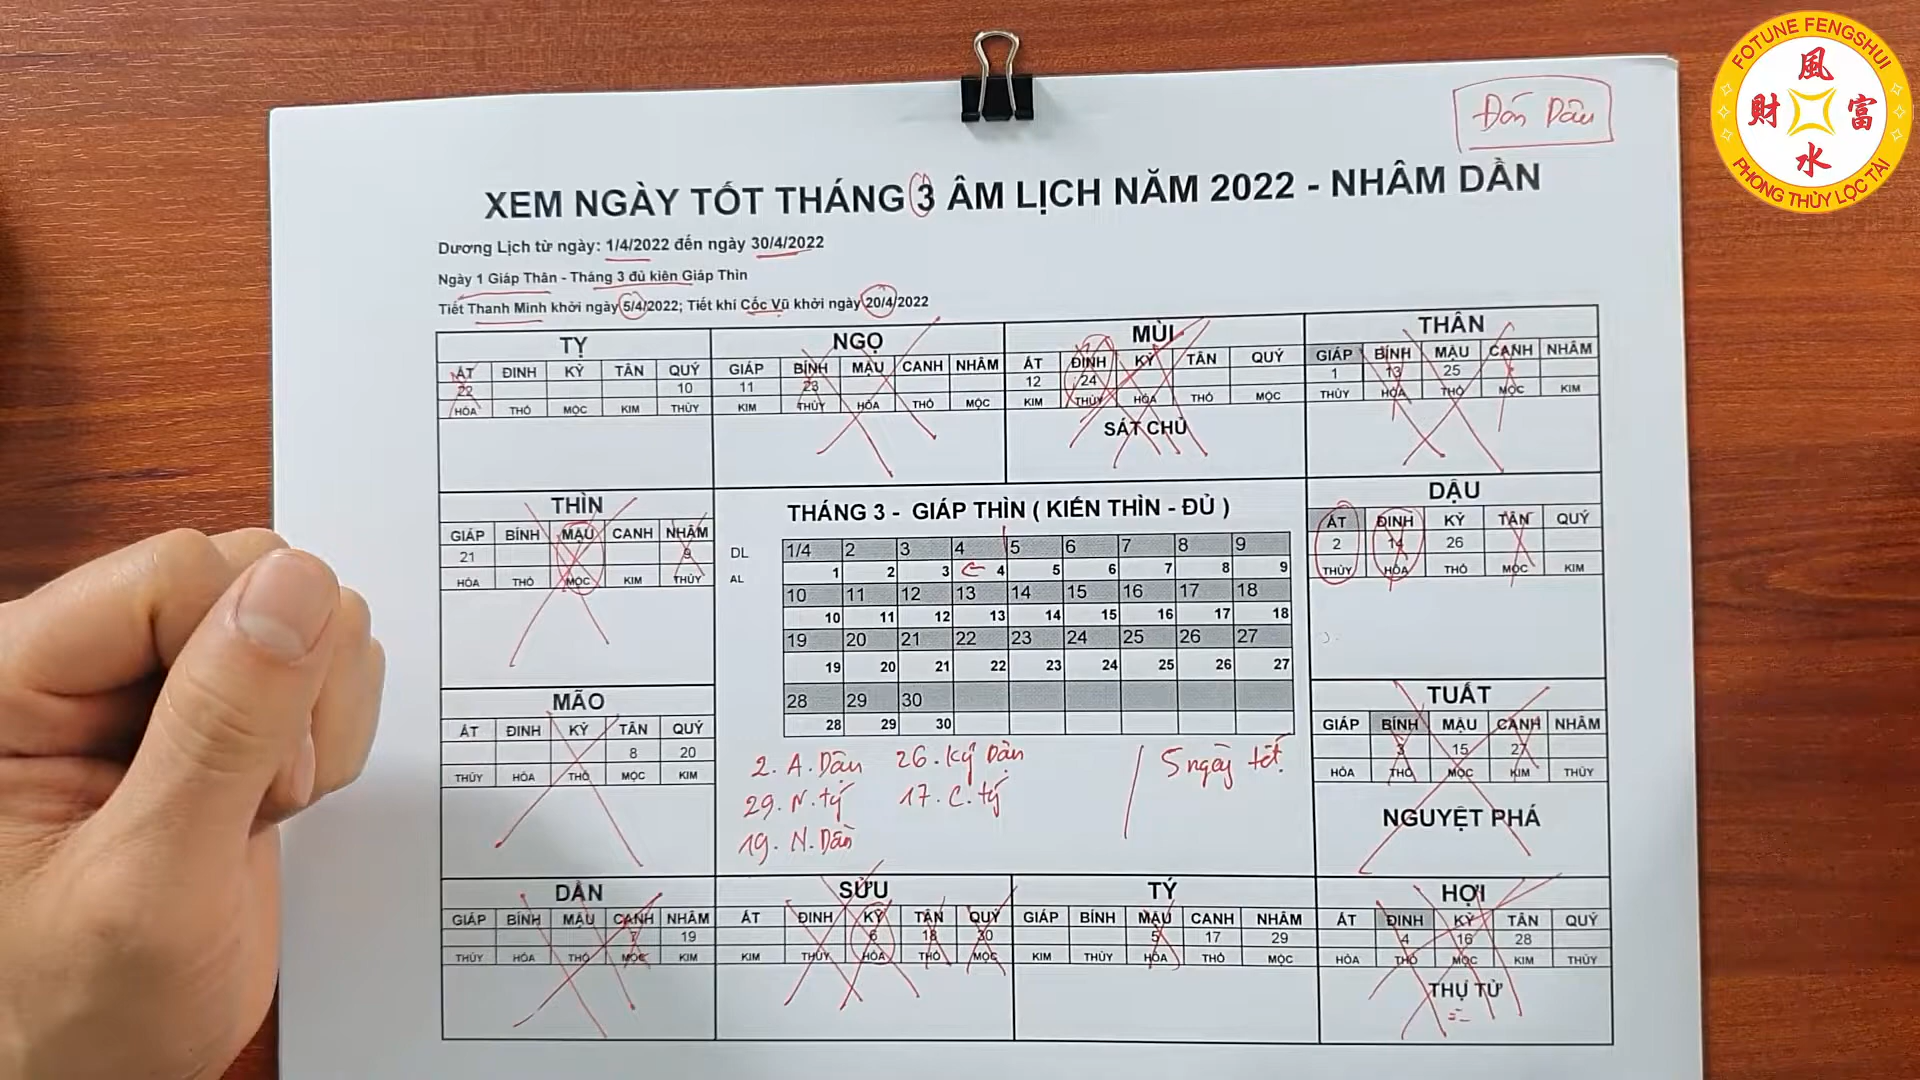 FOTUNE FENGSHUI
風
財 富
水
PHONG THỦY LỘC TÀI
Đón Dâu
XEM NGÀY TỐT THÁNG 3 ÂM LỊCH NĂM 2022 - NHÂM DẦN
Dương Lịch từ ngày: 1/4/2022 đến ngày 30/4/2022
Ngày 1 Giáp Thân - Tháng 3 đủ kiên Giáp Thìn
Tiết Thanh Minh khởi ngày 5/4/2022; Tiết khí Cốc Vũ khởi ngày 20/4/2022
TỴ
ÁT ĐINH KỶ TÂN QUÝ
22 10
HỎA THỔ MỘC KIM THỦY
NGỌ
GIÁP BÍNH MẬU CANH NHÂM
11 23
KIM THỦY HỎA THỔ MỘC
MÙI
ÁT ĐINH KỶ TÂN QUÝ
12 24
KIM THỦY HỎA THỔ MỘC
SÁT CHỦ
THÂN
GIÁP BÍNH MẬU CANH NHÂM
1 13 25
THỦY HỎA THỔ MỘC KIM
THÌN
GIÁP BÍNH MẬU CANH NHÂM
21 9
HỎA THỔ MỘC KIM THỦY
THÁNG 3 - GIÁP THÌN ( KIẾN THÌN - ĐỦ )
DL 1/4 2 3 4 5 6 7 8 9
AL 1 2 3 4 5 6 7 8 9
10 11 12 13 14 15 16 17 18
10 11 12 13 14 15 16 17 18
19 20 21 22 23 24 25 26 27
19 20 21 22 23 24 25 26 27
28 29 30
28 29 30
DẬU
ÁT ĐINH KỶ TÂN QUÝ
2 14 26
THỦY HỎA THỔ MỘC KIM
MÃO
ÁT ĐINH KỶ TÂN QUÝ
8 20
THỦY HỎA THỔ MỘC KIM
2. A. Dậu 26. Kỷ Dậu 5 ngày tốt.
29. N. tý 17. C. tý
19. N. Dần
TUẤT
GIÁP BÍNH MẬU CANH NHÂM
3 15 27
HỎA THỔ MỘC KIM THỦY
NGUYỆT PHÁ
DẦN
GIÁP BÍNH MẬU CANH NHÂM
7 19
THỦY HỎA THỔ MỘC KIM
SỬU
ÁT ĐINH KỶ TÂN QUÝ
6 18 30
KIM THỦY HỎA THỔ MỘC
TÝ
GIÁP BÍNH MẬU CANH NHÂM
5 17 29
KIM THỦY HỎA THỔ MỘC
HỢI
ÁT ĐINH KỶ TÂN QUÝ
4 16 28
HỎA THỔ MỘC KIM THỦY
THỤ TỬ